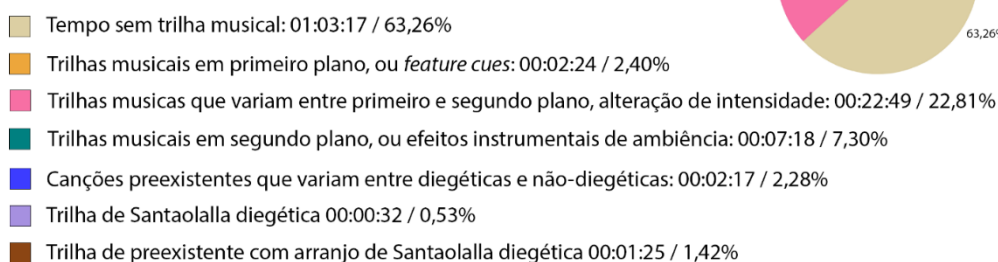 Tempo sem trilha musical: 01:03:17 / 63,26%
63,26%
Trilhas musicais em primeiro plano, ou feature cues: 00:02:24 / 2,40%
Trilhas musicas que variam entre primeiro e segundo plano, alteração de intensidade: 00:22:49 / 22,81%
Trilhas musicais em segundo plano, ou efeitos instrumentais de ambiência: 00:07:18 / 7,30%
Canções preexistentes que variam entre diegéticas e não-diegéticas: 00:02:17 / 2,28%
Trilha de Santaolalla diegética 00:00:32 / 0,53%
Trilha de preexistente com arranjo de Santaolalla diegética 00:01:25 / 1,42%